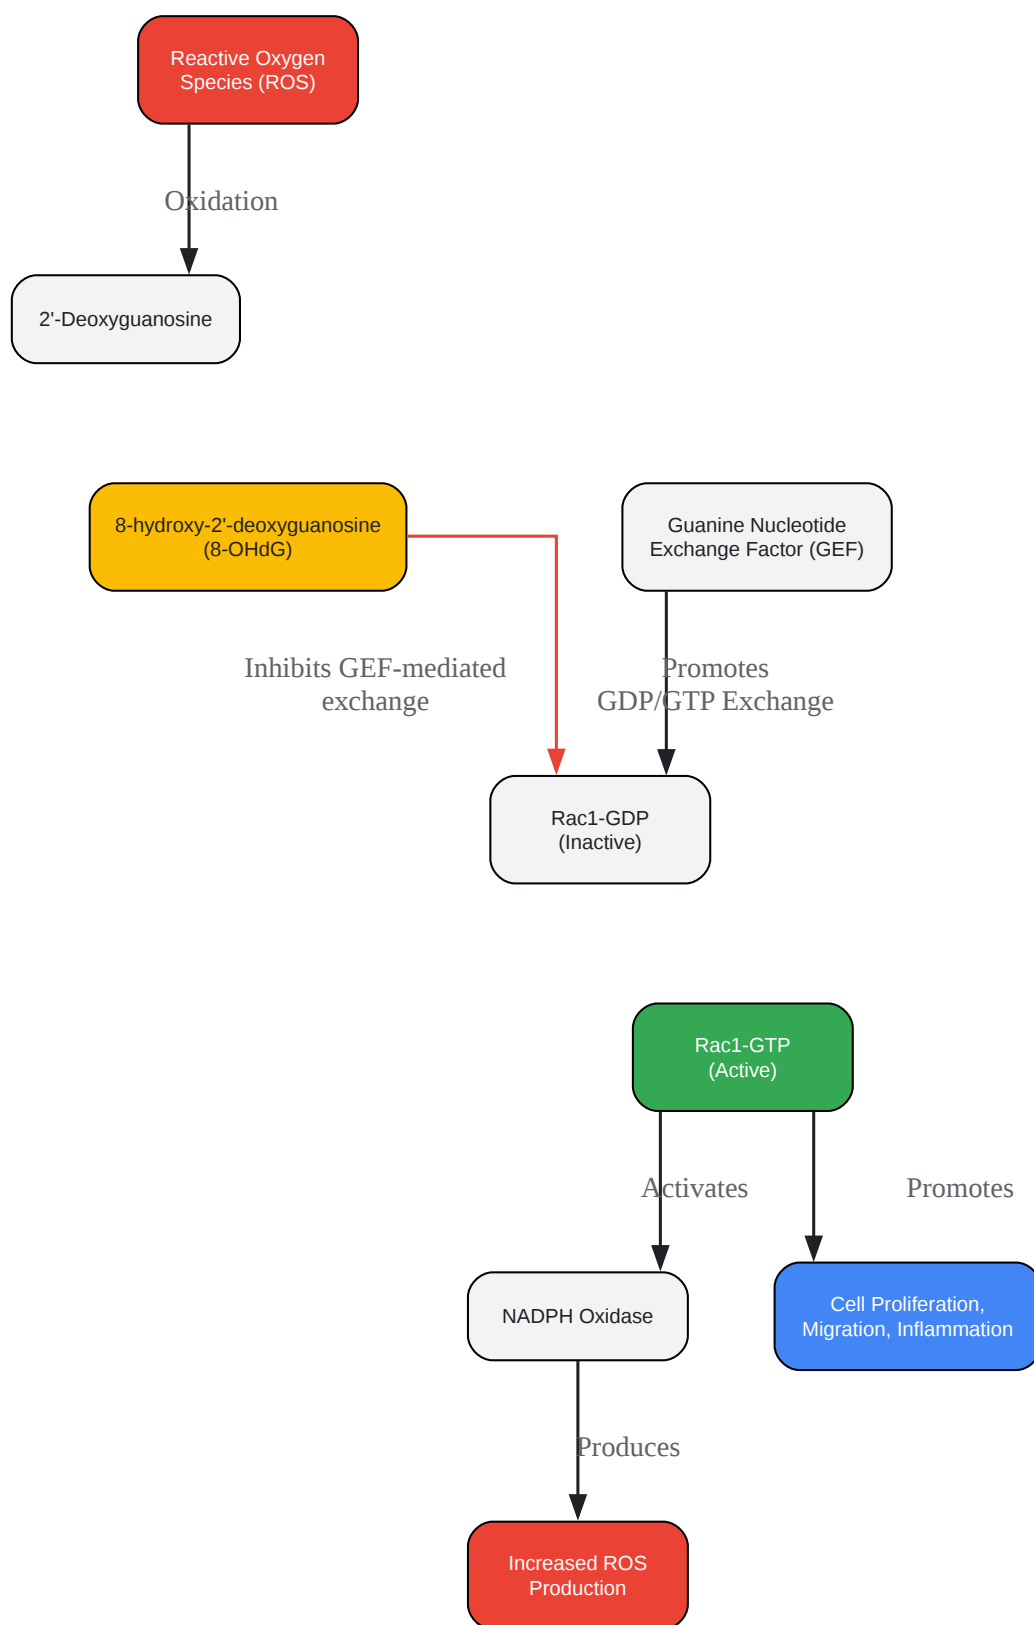 Reactive Oxygen
Species (ROS)
Oxidation
2'-Deoxyguanosine
8-hydroxy-2'-deoxyguanosine
(8-OHdG)
Guanine Nucleotide
Exchange Factor (GEF)
Inhibits GEF-mediated
exchange
Promotes
GDP/GTP Exchange
Rac1-GDP
(Inactive)
Rac1-GTP
(Active)
Activates
Promotes
NADPH Oxidase
Cell Proliferation,
Migration, Inflammation
Produces
Increased ROS
Production